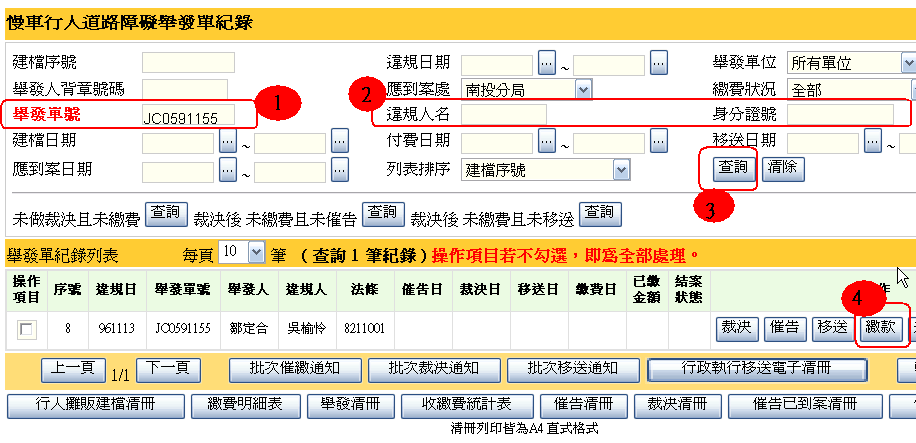 慢車行人道路障礙舉發單紀錄
建檔序號 違規日期 ... ~ ... 舉發單位 所有單位
舉發人背章號碼 應到案處 南投分局 繳費狀況 全部
舉發單號 JC0591155 1 2 違規人名 身分證號
建檔日期 ... ~ ... 付費日期 ... ~ ... 移送日期 ... ~
應到案日期 ... ~ ... 列表排序 建檔序號 查詢 清除
3
未做裁決且未繳費 查詢 裁決後 未繳費且未催告 查詢 裁決後 未繳費且未移送 查詢
舉發單紀錄列表 每頁 10 筆 (查詢 1 筆紀錄) 操作項目若不勾選,即為全部處理。
操作項目 序號 違規日 舉發單號 舉發人 違規人 法條 催告日 裁決日 移送日 繳費日 已繳金額 結案狀態 4 作
8 961113 JC0591155 鄒定合 吳榆怜 8211001 裁決 催告 移送 繳款
上一頁 1/1 下一頁 批次催繳通知 批次裁決通知 批次移送通知 行政執行移送電子清冊
行人攤販建檔清冊 繳費明細表 舉發清冊 收繳費統計表 催告清冊 裁決清冊 催告已到案清冊
清冊列印皆為A4 直式格式